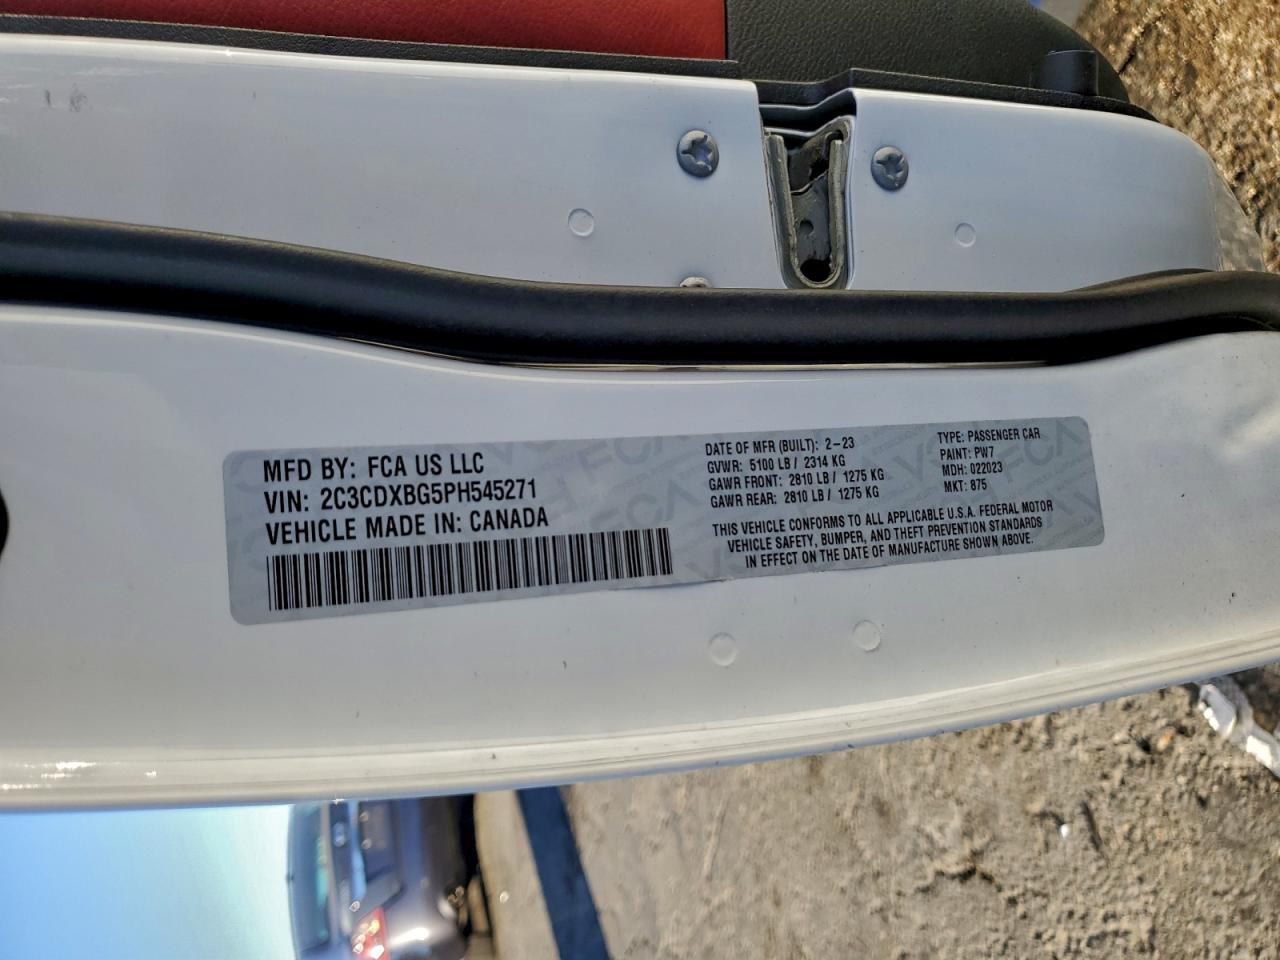 MFD BY: FCA US LLC
VIN: 2C3CDXBG5PH545271
VEHICLE MADE IN: CANADA
DATE OF MFR (BUILT): 2-23
GVWR: 5100 LB / 2314 KG
GAWR FRONT: 2810 LB / 1275 KG
GAWR REAR: 2810 LB / 1275 KG
TYPE: PASSENGER CAR
PAINT: PW7
MDH: 022023
MKT: 875
THIS VEHICLE CONFORMS TO ALL APPLICABLE U.S.A. FEDERAL MOTOR
VEHICLE SAFETY, BUMPER, AND THEFT PREVENTION STANDARDS
IN EFFECT ON THE DATE OF MANUFACTURE SHOWN ABOVE.